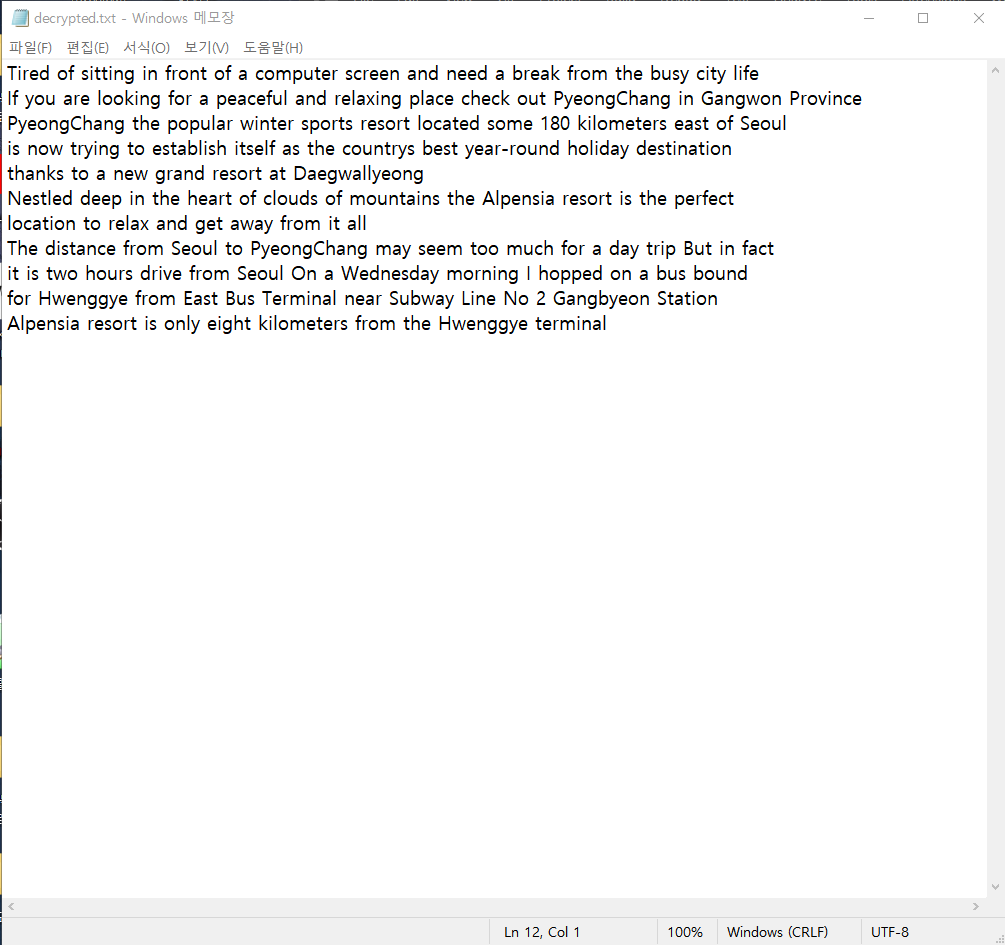 decrypted.txt - Windows 메모장
파일(F) 편집(E) 서식(O) 보기(V) 도움말(H)
Tired of sitting in front of a computer screen and need a break from the busy city life
If you are looking for a peaceful and relaxing place check out PyeongChang in Gangwon Province
PyeongChang the popular winter sports resort located some 180 kilometers east of Seoul
is now trying to establish itself as the countrys best year-round holiday destination
thanks to a new grand resort at Daegwallyeong
Nestled deep in the heart of clouds of mountains the Alpensia resort is the perfect
location to relax and get away from it all
The distance from Seoul to PyeongChang may seem too much for a day trip But in fact
it is two hours drive from Seoul On a Wednesday morning I hopped on a bus bound
for Hwenggye from East Bus Terminal near Subway Line No 2 Gangbyeon Station
Alpensia resort is only eight kilometers from the Hwenggye terminal
Ln 12, Col 1 100% Windows (CRLF) UTF-8